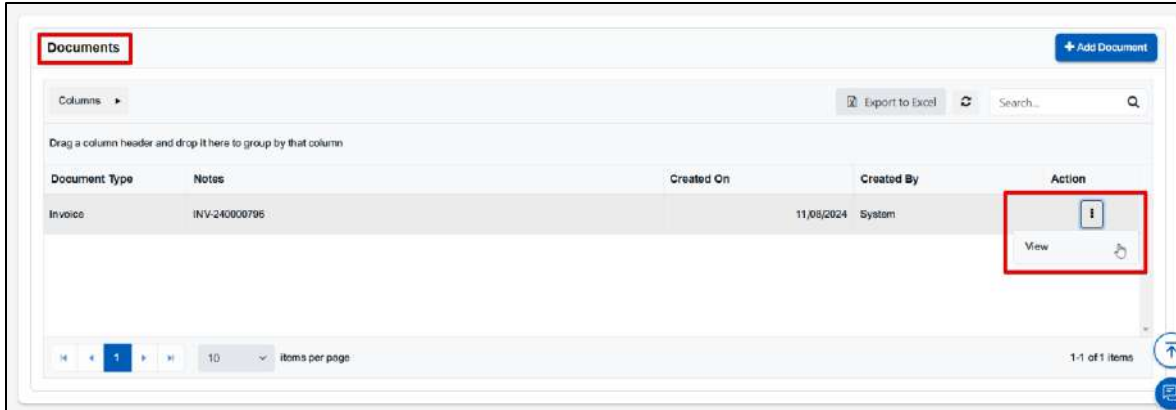 Documents
+ Add Document
Columns
Export to Excel
Search...
Drag a column header and drop it here to group by that column
Document Type Notes Created On Created By Action
Invoice INV-240000796 11/08/2024 System
View
1 10 items per page 1-1 of 1 items